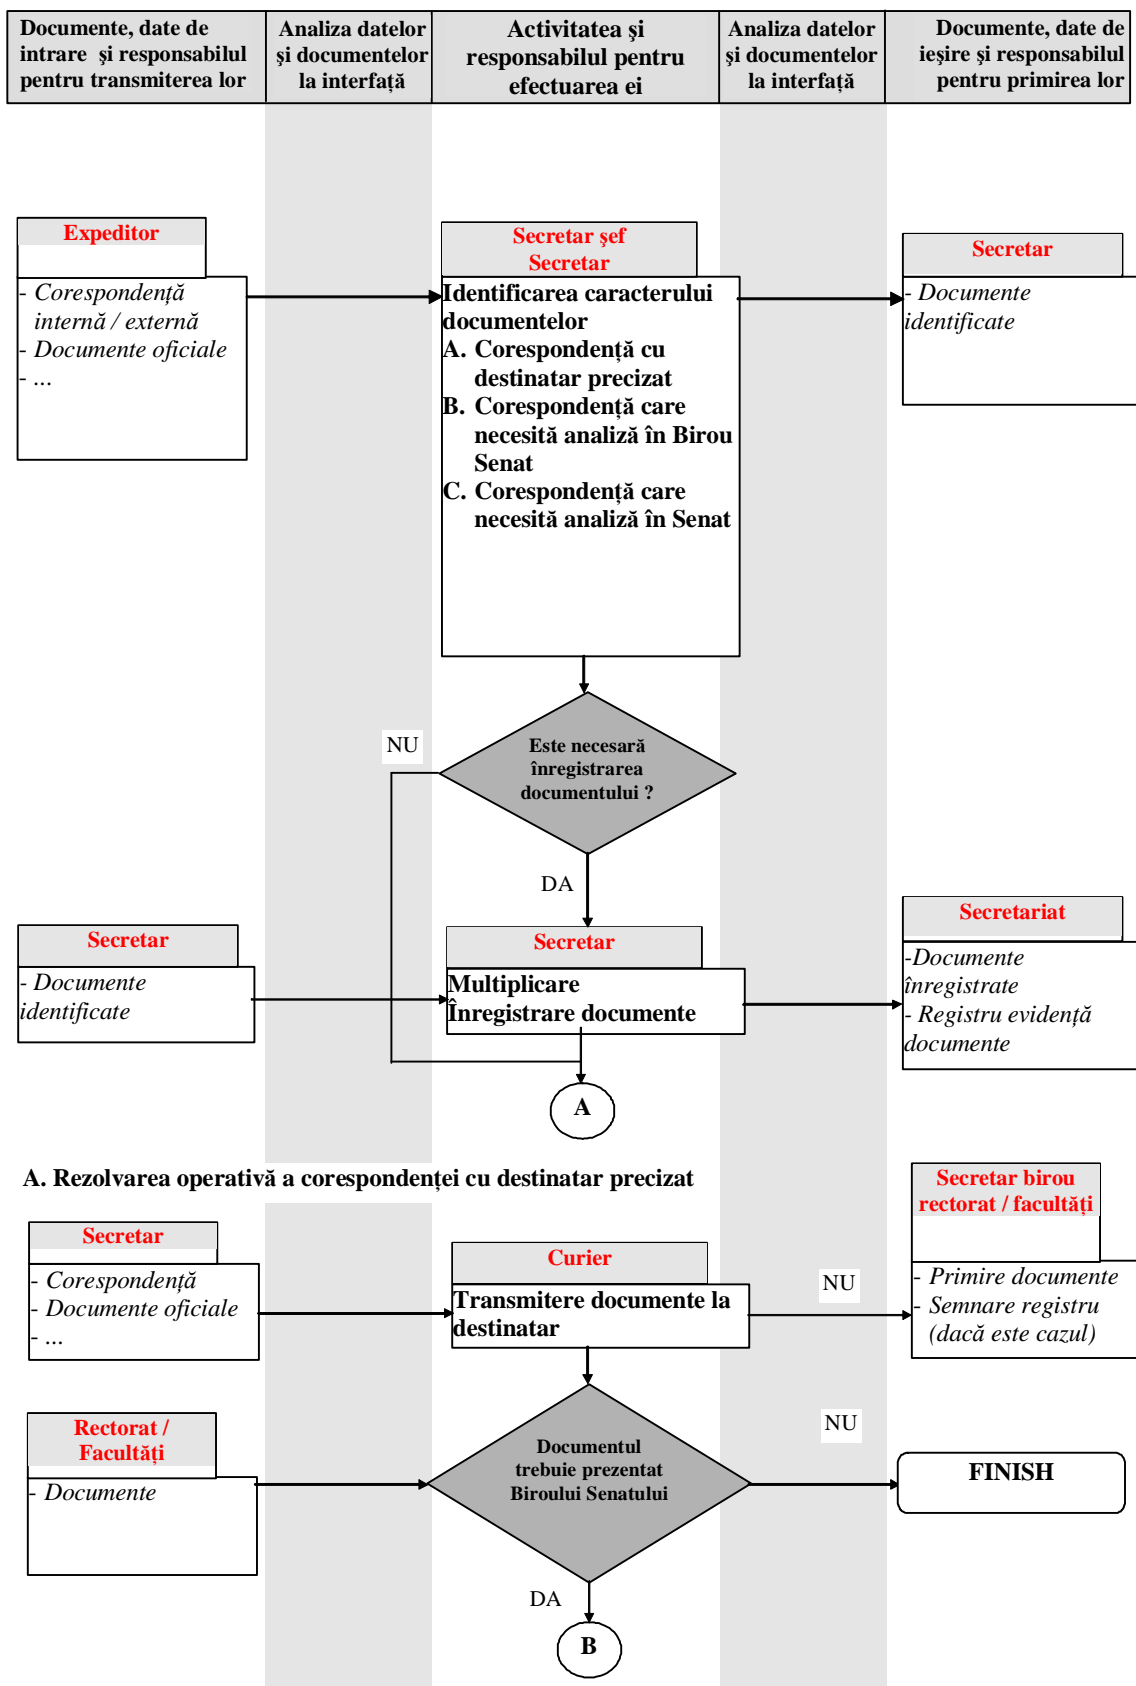 Documente, date de
intrare și responsabilul
pentru transmiterea lor
Analiza datelor
și documentelor
la interfață
Activitatea și
responsabilul pentru
efectuarea ei
Analiza datelor
și documentelor
la interfață
Documente, date de
ieșire și responsabilul
pentru primirea lor
Expeditor
- Corespondență
internă / externă
- Documente oficiale
- ...
Secretar șef
Secretar
Identificarea caracterului
documentelor
A. Corespondență cu
destinatar precizat
B. Corespondență care
necesită analiză în Birou
Senat
C. Corespondență care
necesită analiză în Senat
Secretar
- Documente
identificate
NU
Este necesară
înregistrarea
documentului ?
DA
Secretar
- Documente
identificate
Secretar
Multiplicare
Înregistrare documente
Secretariat
-Documente
înregistrate
- Registru evidență
documente
A
A. Rezolvarea operativă a corespondenței cu destinatar precizat
Secretar
- Corespondență
- Documente oficiale
- ...
Curier
Transmitere documente la
destinatar
NU
Secretar birou
rectorat / facultăți
- Primire documente
- Semnare registru
(dacă este cazul)
Rectorat /
Facultăți
- Documente
Documentul
trebuie prezentat
Biroului Senatului
NU
FINISH
DA
B